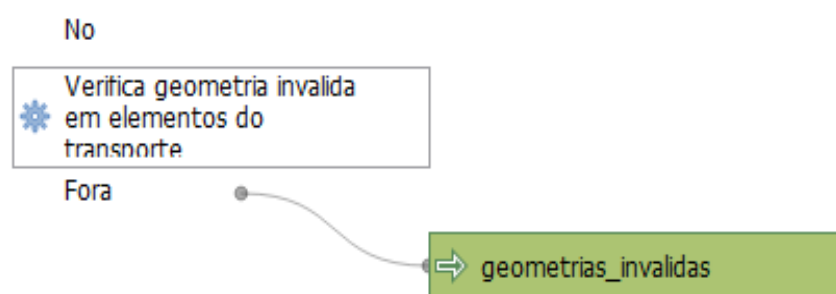 No
Verifica geometria invalida
em elementos do
transporte
Fora
geometrias_invalidas